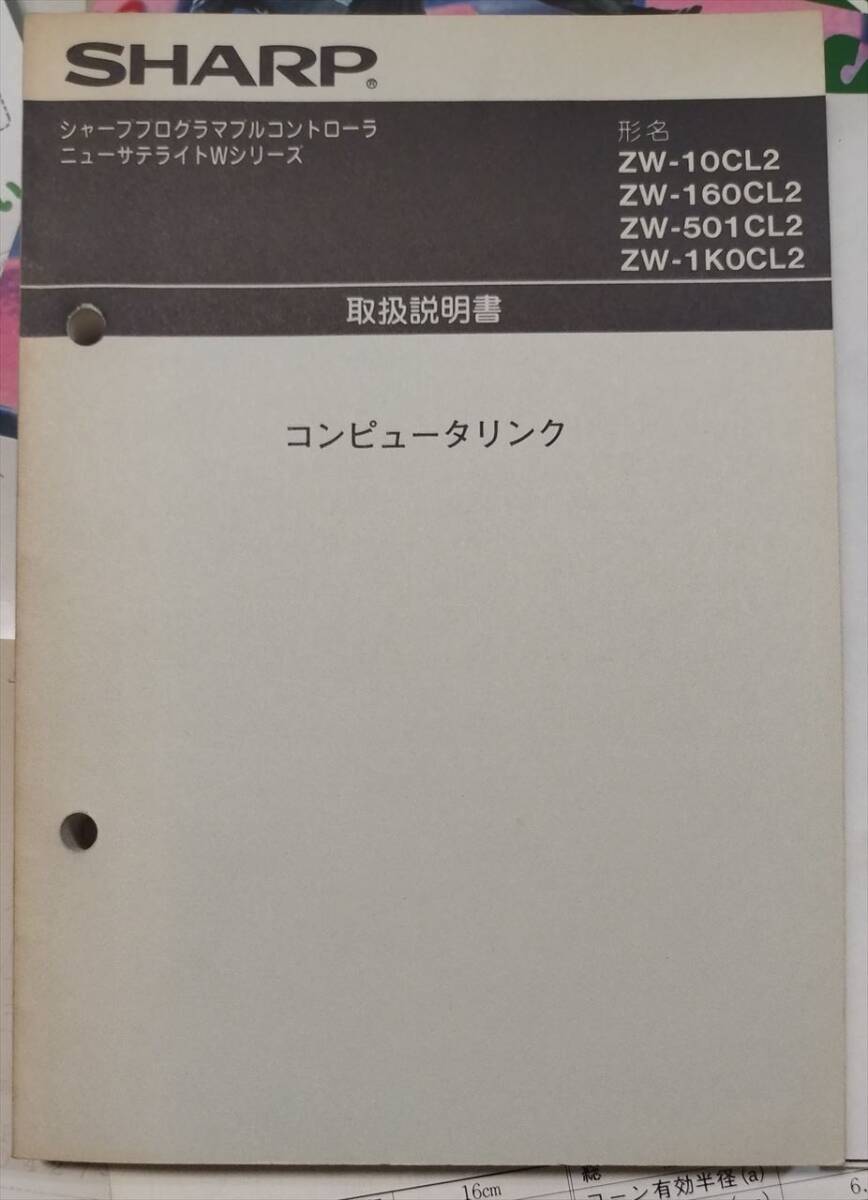 SHARP®
シャーププログラマブルコントローラ
ニューサテライトWシリーズ
形名
ZW-10CL2
ZW-160CL2
ZW-501CL2
ZW-1K0CL2
取扱説明書
コンピュータリンク
16cm
コーン有効半径(a)
6.